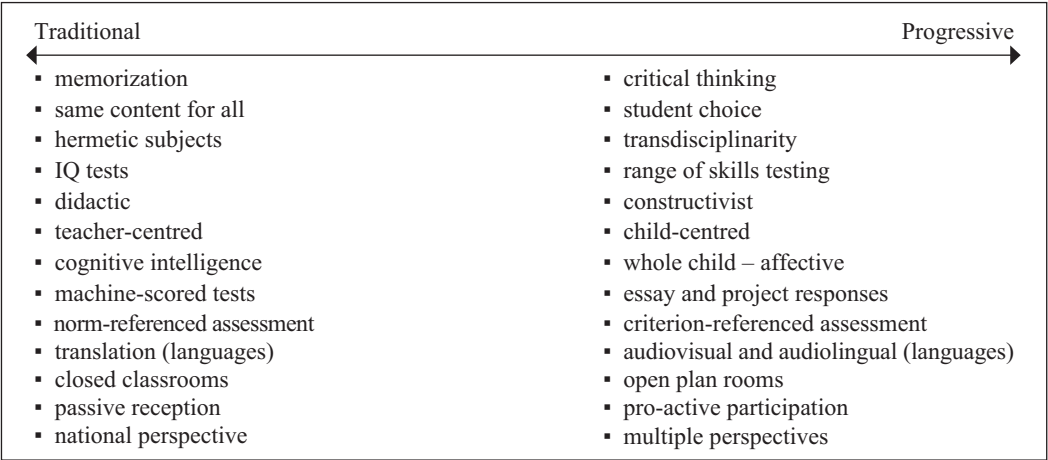 Traditional Progressive
▪ memorization
▪ same content for all
▪ hermetic subjects
▪ IQ tests
▪ didactic
▪ teacher-centred
▪ cognitive intelligence
▪ machine-scored tests
▪ norm-referenced assessment
▪ translation (languages)
▪ closed classrooms
▪ passive reception
▪ national perspective
▪ critical thinking
▪ student choice
▪ transdisciplinarity
▪ range of skills testing
▪ constructivist
▪ child-centred
▪ whole child – affective
▪ essay and project responses
▪ criterion-referenced assessment
▪ audiovisual and audiolingual (languages)
▪ open plan rooms
▪ pro-active participation
▪ multiple perspectives